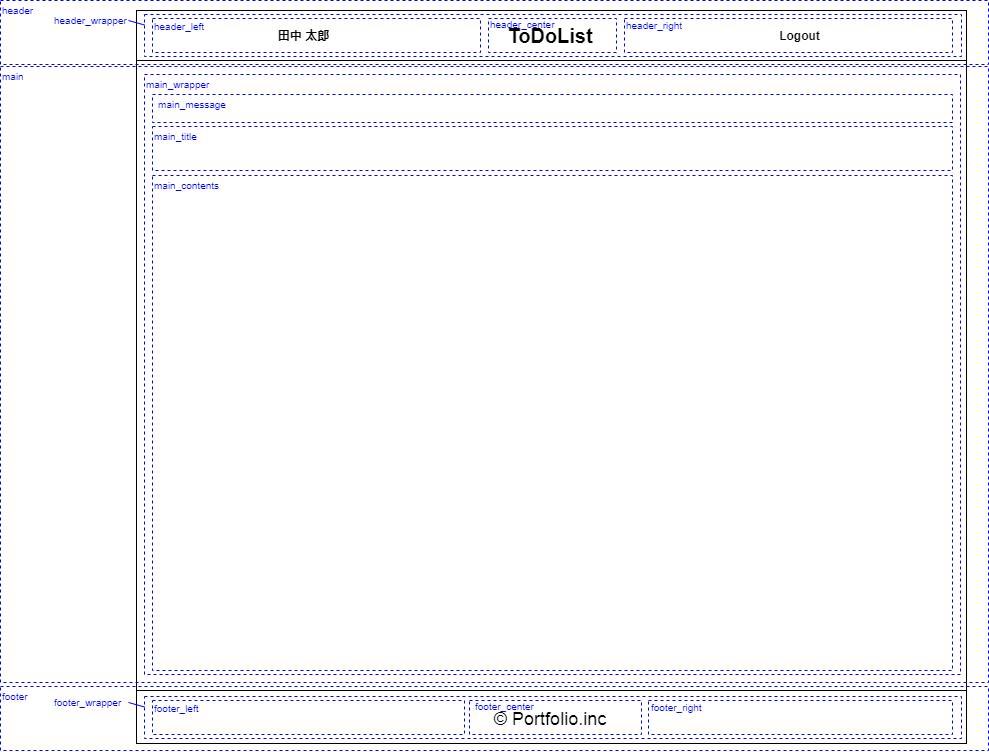 header
header_wrapper
header_left
田中 太郎
header_center
ToDoList
header_right
Logout
main
main_wrapper
main_message
main_title
main_contents
footer
footer_wrapper
footer_left
footer_center
© Portfolio.inc
footer_right